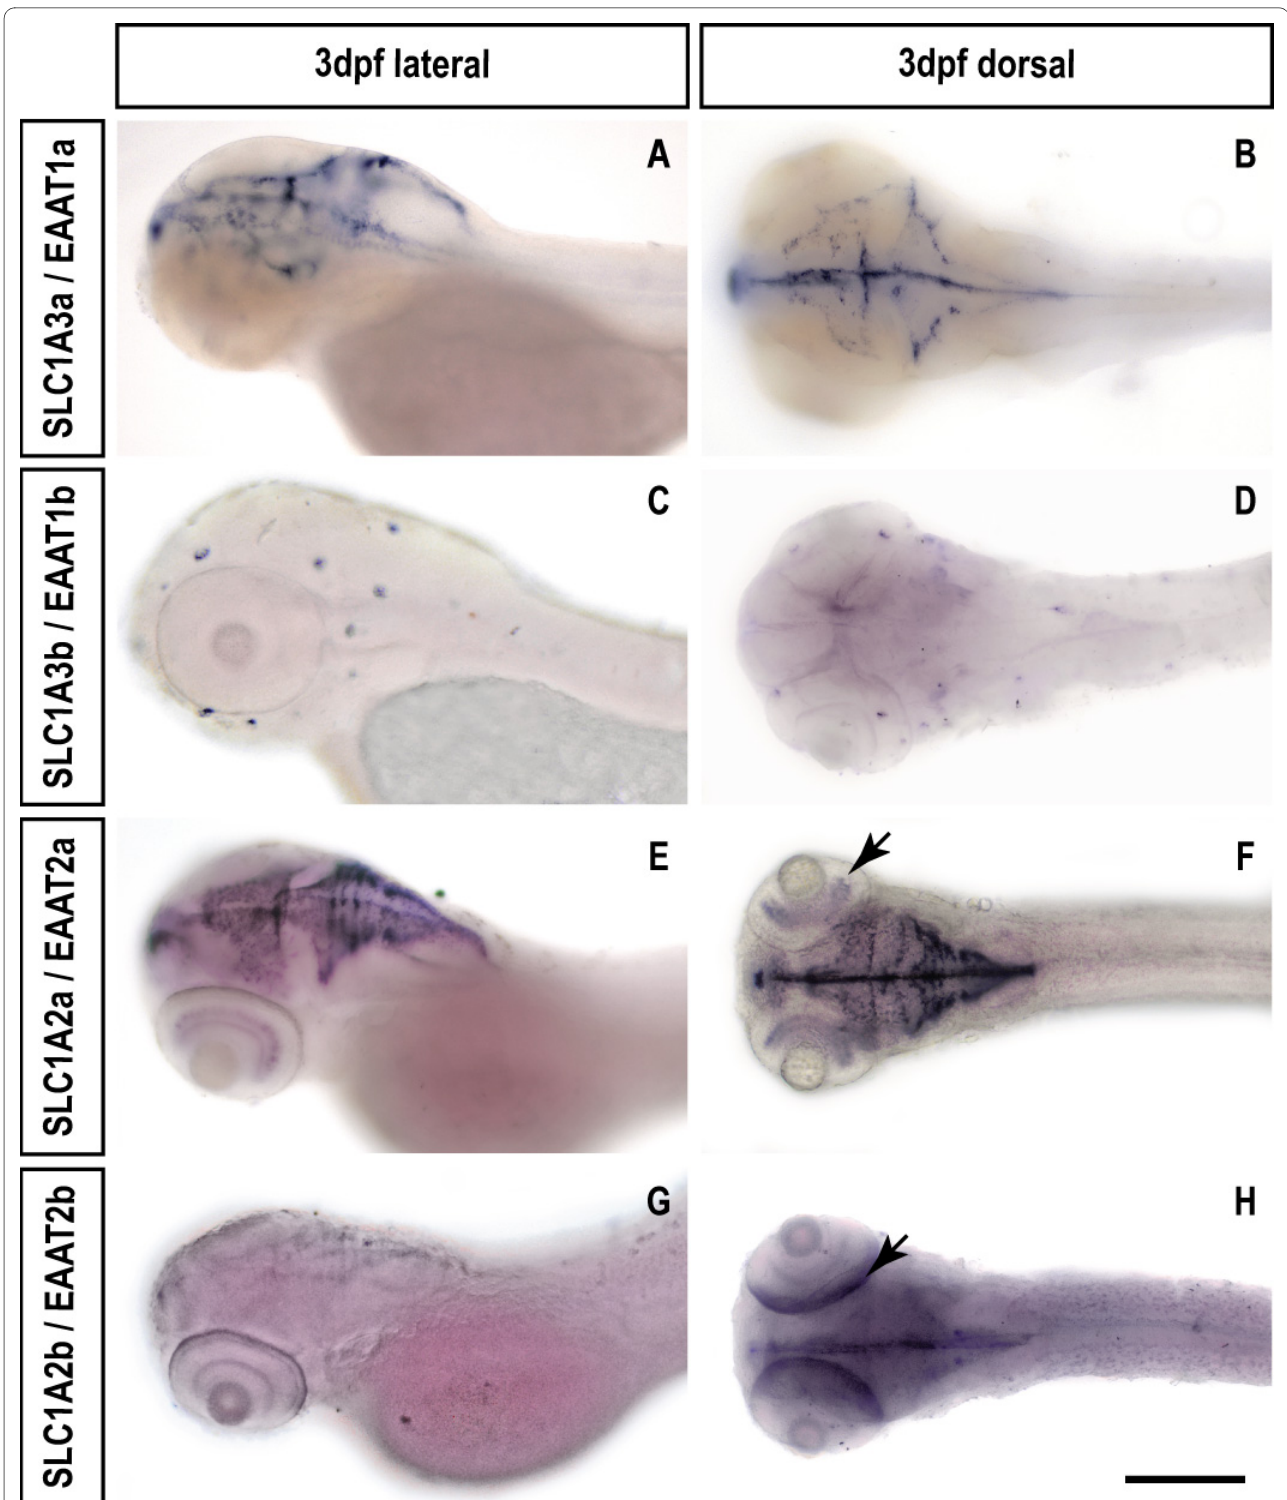 3dpf lateral
3dpf dorsal
SLC1A3a / EAAT1a
A
B
SLC1A3b / EAAT1b
C
D
SLC1A2a / EAAT2a
E
F
SLC1A2b / EAAT2b
G
H